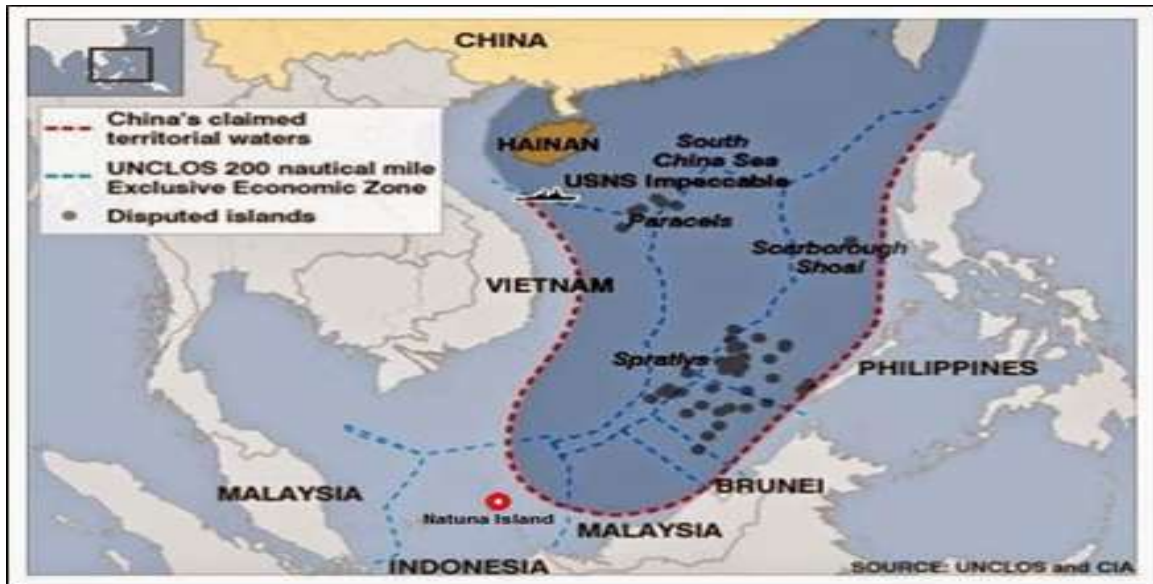 CHINA
China's claimed
territorial waters
UNCLOS 200 nautical mile
Exclusive Economic Zone
Disputed islands
HAINAN
South
China Sea
USNS Impeccable
Paracels
Scarborough
Shoal
VIETNAM
Spratlys
PHILIPPINES
MALAYSIA
BRUNEI
Natuna Island
MALAYSIA
INDONESIA
SOURCE: UNCLOS and CIA